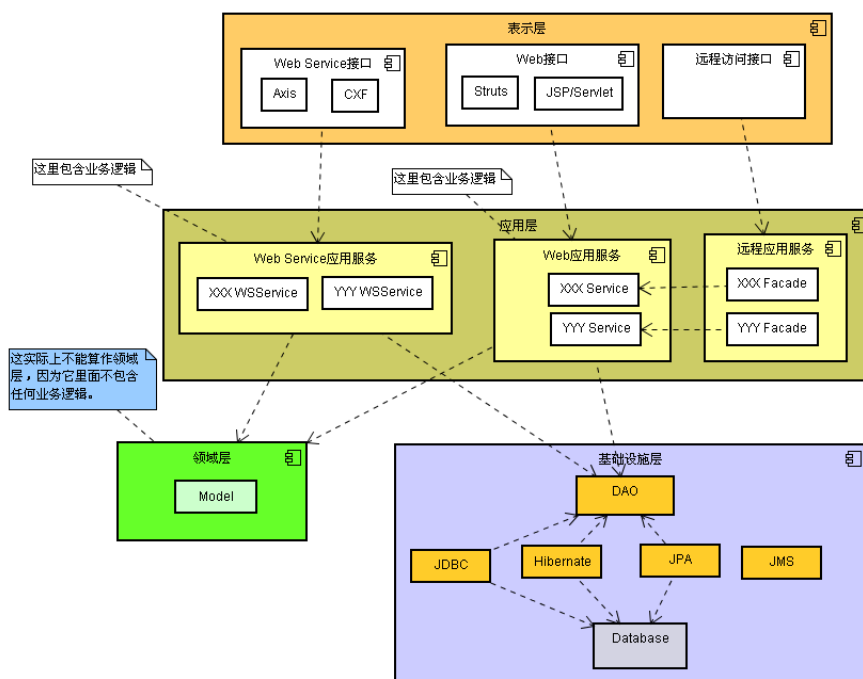 表示层
Web Service接口
Axis
CXF
Web接口
Struts
JSP/Servlet
远程访问接口
这里包含业务逻辑
这里包含业务逻辑
应用层
Web Service应用服务
XXX WSService
YYY WSService
Web应用服务
XXX Service
YYY Service
远程应用服务
XXX Facade
YYY Facade
这实际上不能算作领域
层，因为它里面不包含
任何业务逻辑。
领域层
Model
基础设施层
DAO
JDBC
Hibernate
JPA
JMS
Database